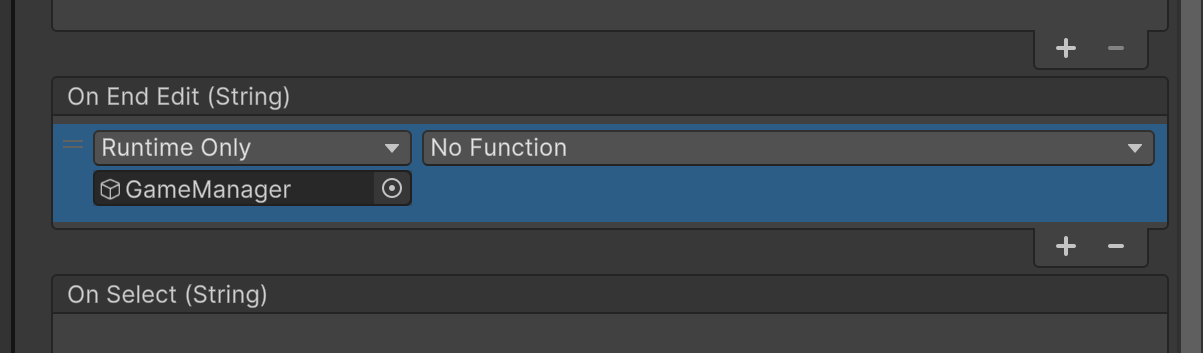 On End Edit (String)
Runtime Only
No Function
GameManager
On Select (String)